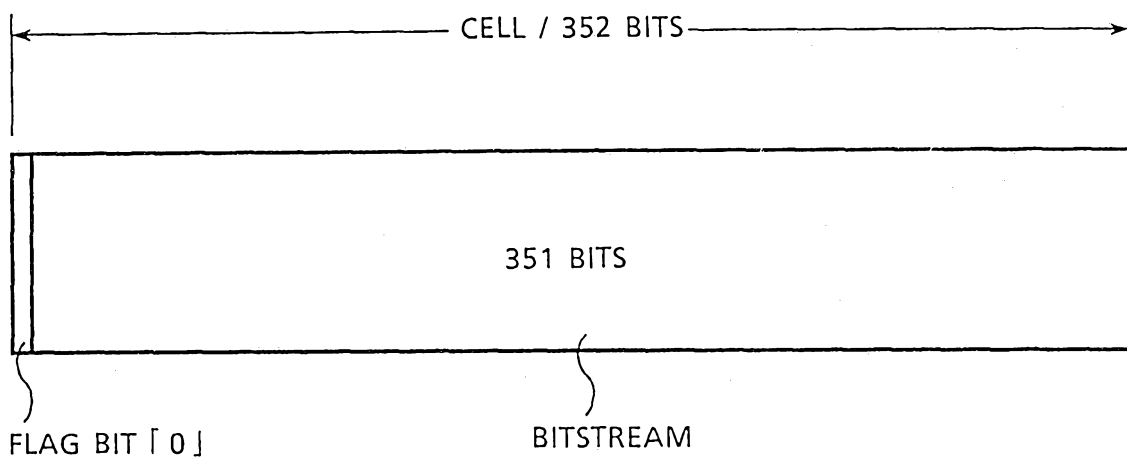 CELL / 352 BITS
351 BITS
FLAG BIT「0」
BITSTREAM